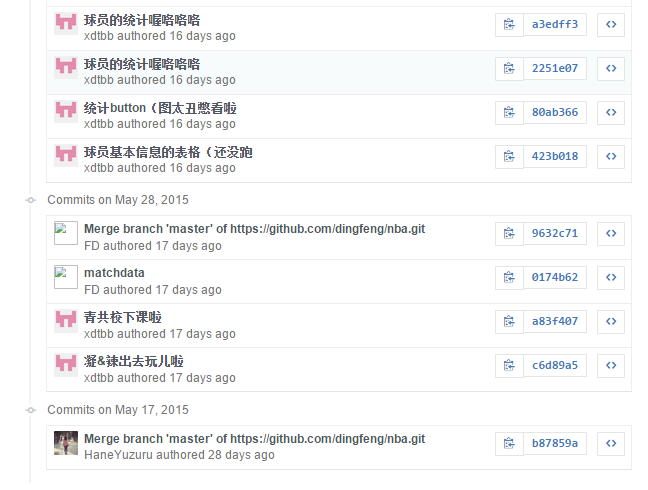 球员的统计喔咯咯咯
xdtbb authored 16 days ago
a3edff3
球员的统计喔咯咯咯
xdtbb authored 16 days ago
2251e07
统计button（图太丑憋看啦
xdtbb authored 16 days ago
80ab366
球员基本信息的表格（还没跑
xdtbb authored 16 days ago
423b018
Commits on May 28, 2015
Merge branch 'master' of https://github.com/dingfeng/nba.git
FD authored 17 days ago
9632c71
matchdata
FD authored 17 days ago
0174b62
青共校下课啦
xdtbb authored 17 days ago
a83f407
凝&辣出去玩儿啦
xdtbb authored 17 days ago
c6d89a5
Commits on May 17, 2015
Merge branch 'master' of https://github.com/dingfeng/nba.git
HaneYuzuru authored 28 days ago
b87859a